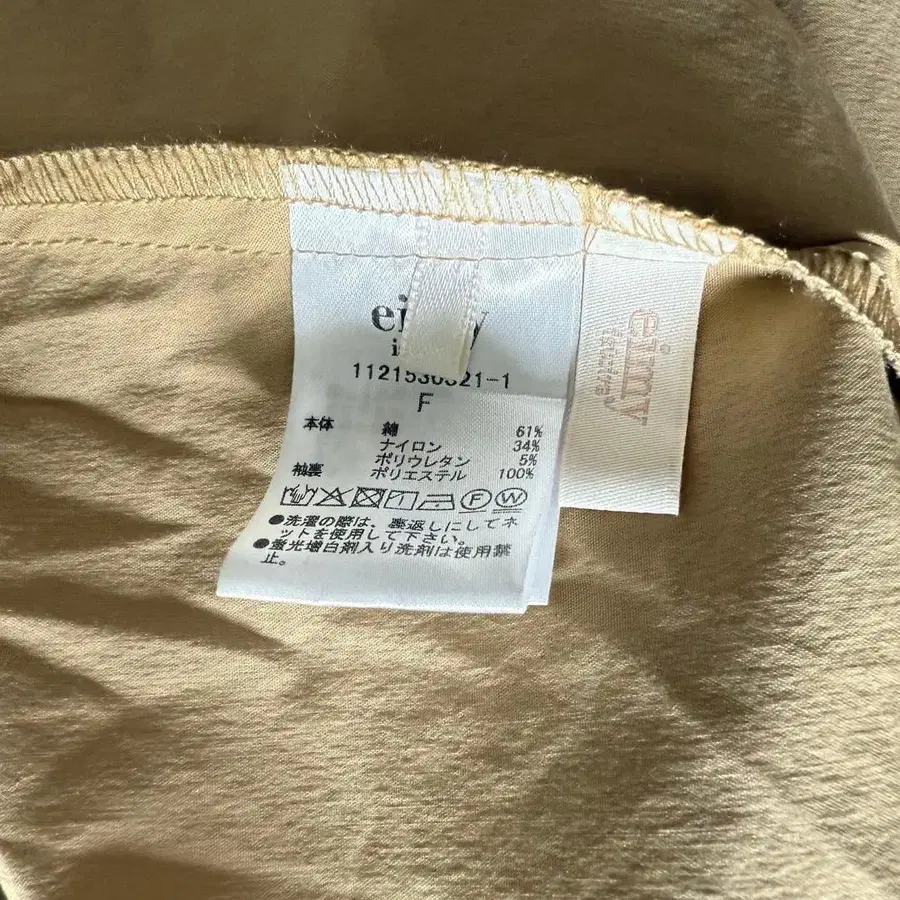 1121530321-1
F
本体 綿 61%
ナイロン 34%
ポリウレタン 5%
袖裏 ポリエステル 100%
F W
●洗濯の際は、裏返しにしてネ
ットを使用して下さい。
●蛍光増白剤入り洗剤は使用禁
止。